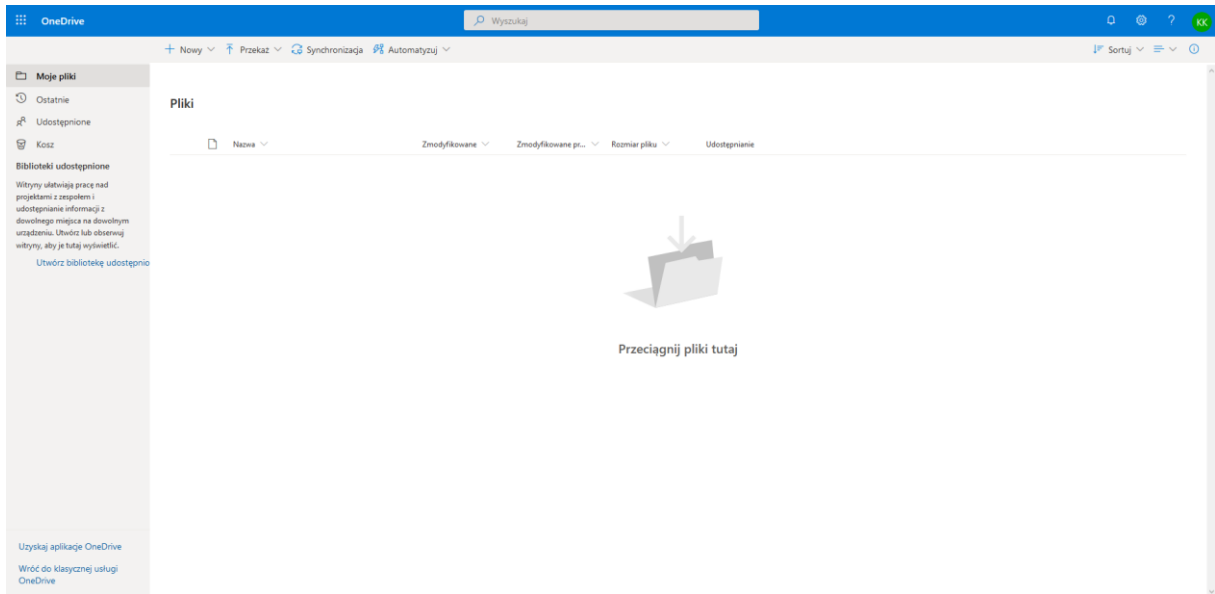 OneDrive
Wyszukaj
KK
Nowy
Przekaż
Synchronizacja
Automatyzuj
Sortuj
Moje pliki
Ostatnie
Udostępnione
Kosz
Biblioteki udostępnione
Witryny ułatwiają pracę nad
projektami z zespołem i
udostępnianie informacji z
dowolnego miejsca na dowolnym
urządzeniu. Utwórz lub obserwuj
witryny, aby je tutaj wyświetlić.
Utwórz bibliotekę udostępnio
Uzyskaj aplikacje OneDrive
Wróć do klasycznej usługi
OneDrive
Pliki
Nazwa
Zmodyfikowane
Zmodyfikowane pr...
Rozmiar pliku
Udostępnianie
Przeciągnij pliki tutaj